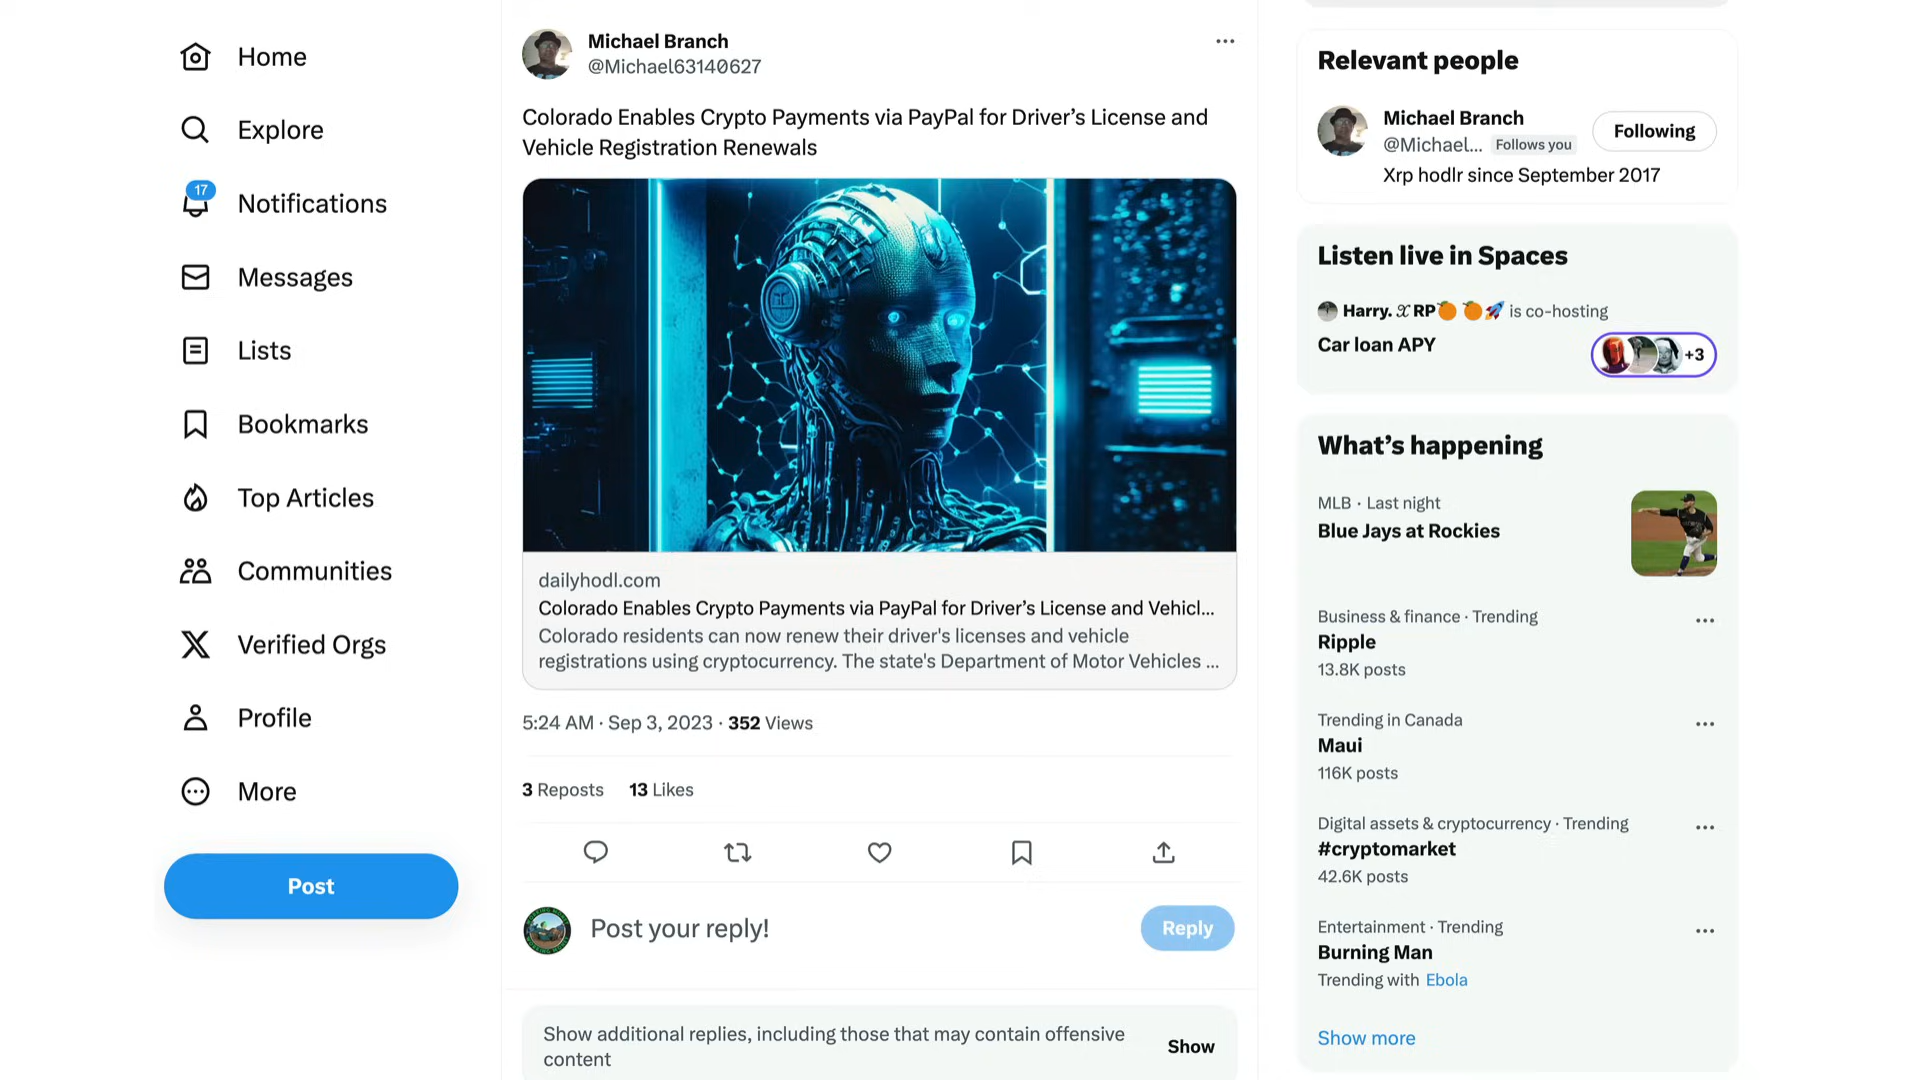 Home
Explore
17
Notifications
Messages
Lists
Bookmarks
Top Articles
Communities
Verified Orgs
Profile
More
Post
Michael Branch
@Michael63140627
Colorado Enables Crypto Payments via PayPal for Driver’s License and
Vehicle Registration Renewals
dailyhodl.com
Colorado Enables Crypto Payments via PayPal for Driver’s License and Vehicl...
Colorado residents can now renew their driver's licenses and vehicle
registrations using cryptocurrency. The state's Department of Motor Vehicles ...
5:24 AM · Sep 3, 2023 · 352 Views
3 Reposts 13 Likes
Post your reply!
Reply
Show additional replies, including those that may contain offensive
content
Show
Relevant people
Michael Branch
@Michael... Follows you
Following
Xrp hodlr since September 2017
Listen live in Spaces
Harry. 𝒳 RP🍊 🍊🚀 is co-hosting
Car loan APY
+3
What’s happening
MLB · Last night
Blue Jays at Rockies
Business & finance · Trending
Ripple
13.8K posts
Trending in Canada
Maui
116K posts
Digital assets & cryptocurrency · Trending
#cryptomarket
42.6K posts
Entertainment · Trending
Burning Man
Trending with Ebola
Show more